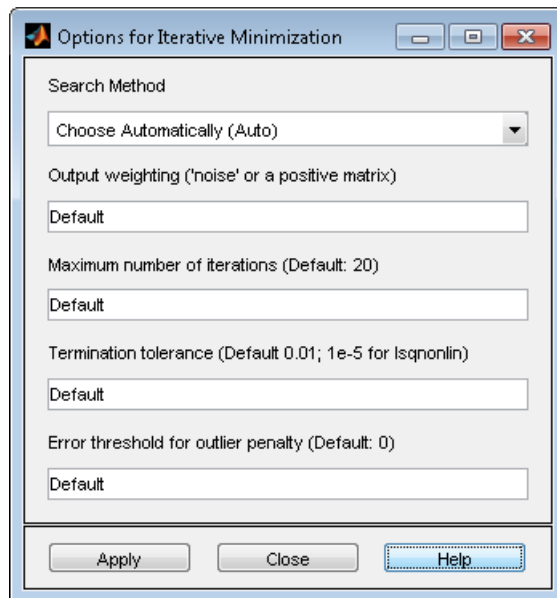 Options for Iterative Minimization
Search Method
Choose Automatically (Auto)
Output weighting ('noise' or a positive matrix)
Default
Maximum number of iterations (Default: 20)
Default
Termination tolerance (Default 0.01; 1e-5 for lsqnonlin)
Default
Error threshold for outlier penalty (Default: 0)
Default
Apply Close Help